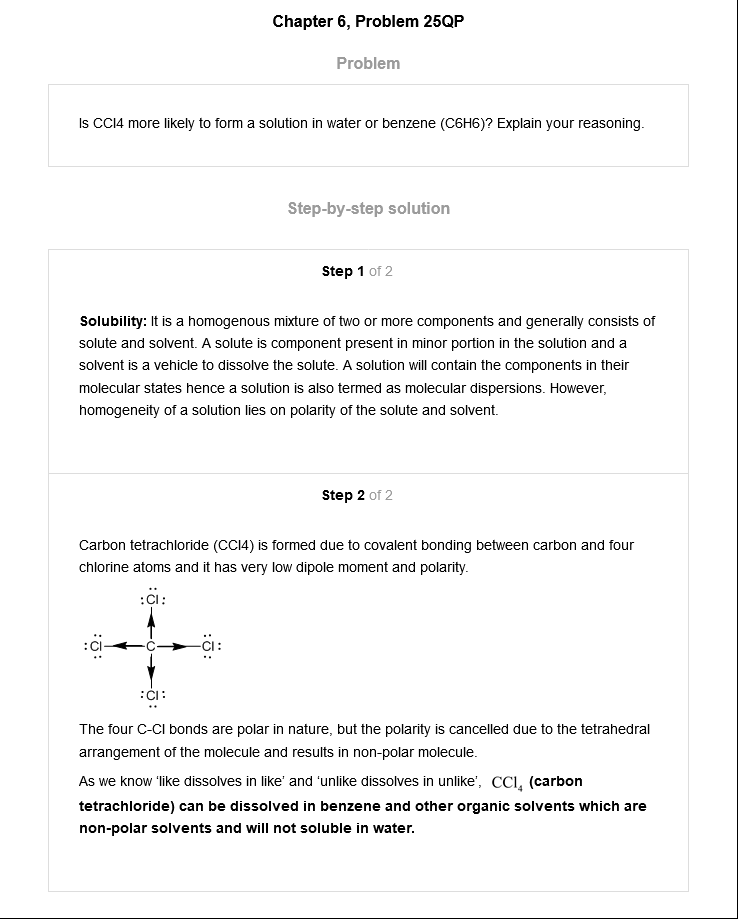 Chapter 6, Problem 25QP
Problem
Is CCl4 more likely to form a solution in water or benzene (C6H6)? Explain your reasoning.
Step-by-step solution
Step 1 of 2
Solubility: It is a homogenous mixture of two or more components and generally consists of
solute and solvent. A solute is component present in minor portion in the solution and a
solvent is a vehicle to dissolve the solute. A solution will contain the components in their
molecular states hence a solution is also termed as molecular dispersions. However,
homogeneity of a solution lies on polarity of the solute and solvent.
Step 2 of 2
Carbon tetrachloride (CCl4) is formed due to covalent bonding between carbon and four
chlorine atoms and it has very low dipole moment and polarity.
:Cl:
:Cl C Cl:
:Cl:
The four C-Cl bonds are polar in nature, but the polarity is cancelled due to the tetrahedral
arrangement of the molecule and results in non-polar molecule.
As we know ‘like dissolves in like’ and ‘unlike dissolves in unlike’, CCl₄ (carbon
tetrachloride) can be dissolved in benzene and other organic solvents which are
non-polar solvents and will not soluble in water.